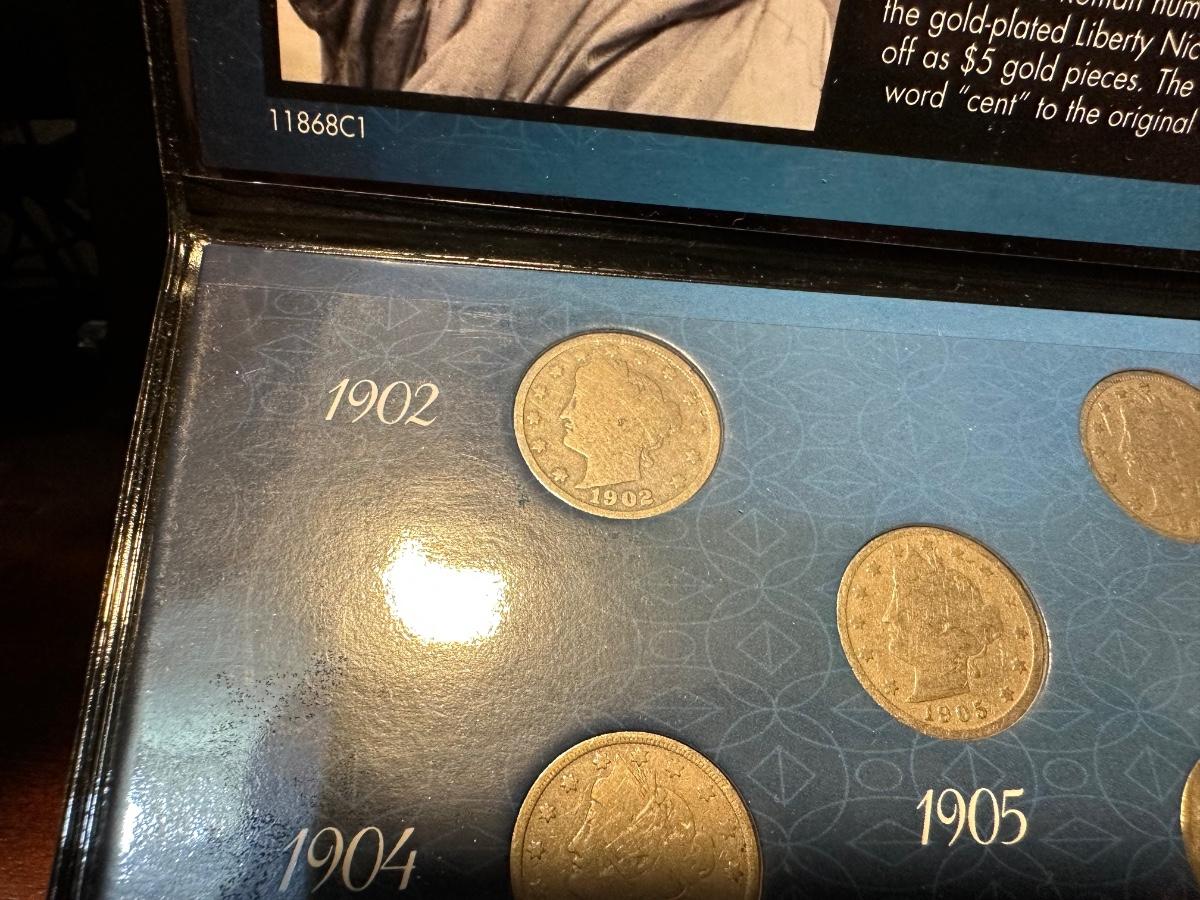 the gold-plated Liberty
off as $5 gold pieces. The
word "cent" to the original
11868C1
1902
1902
1905
1905
1904